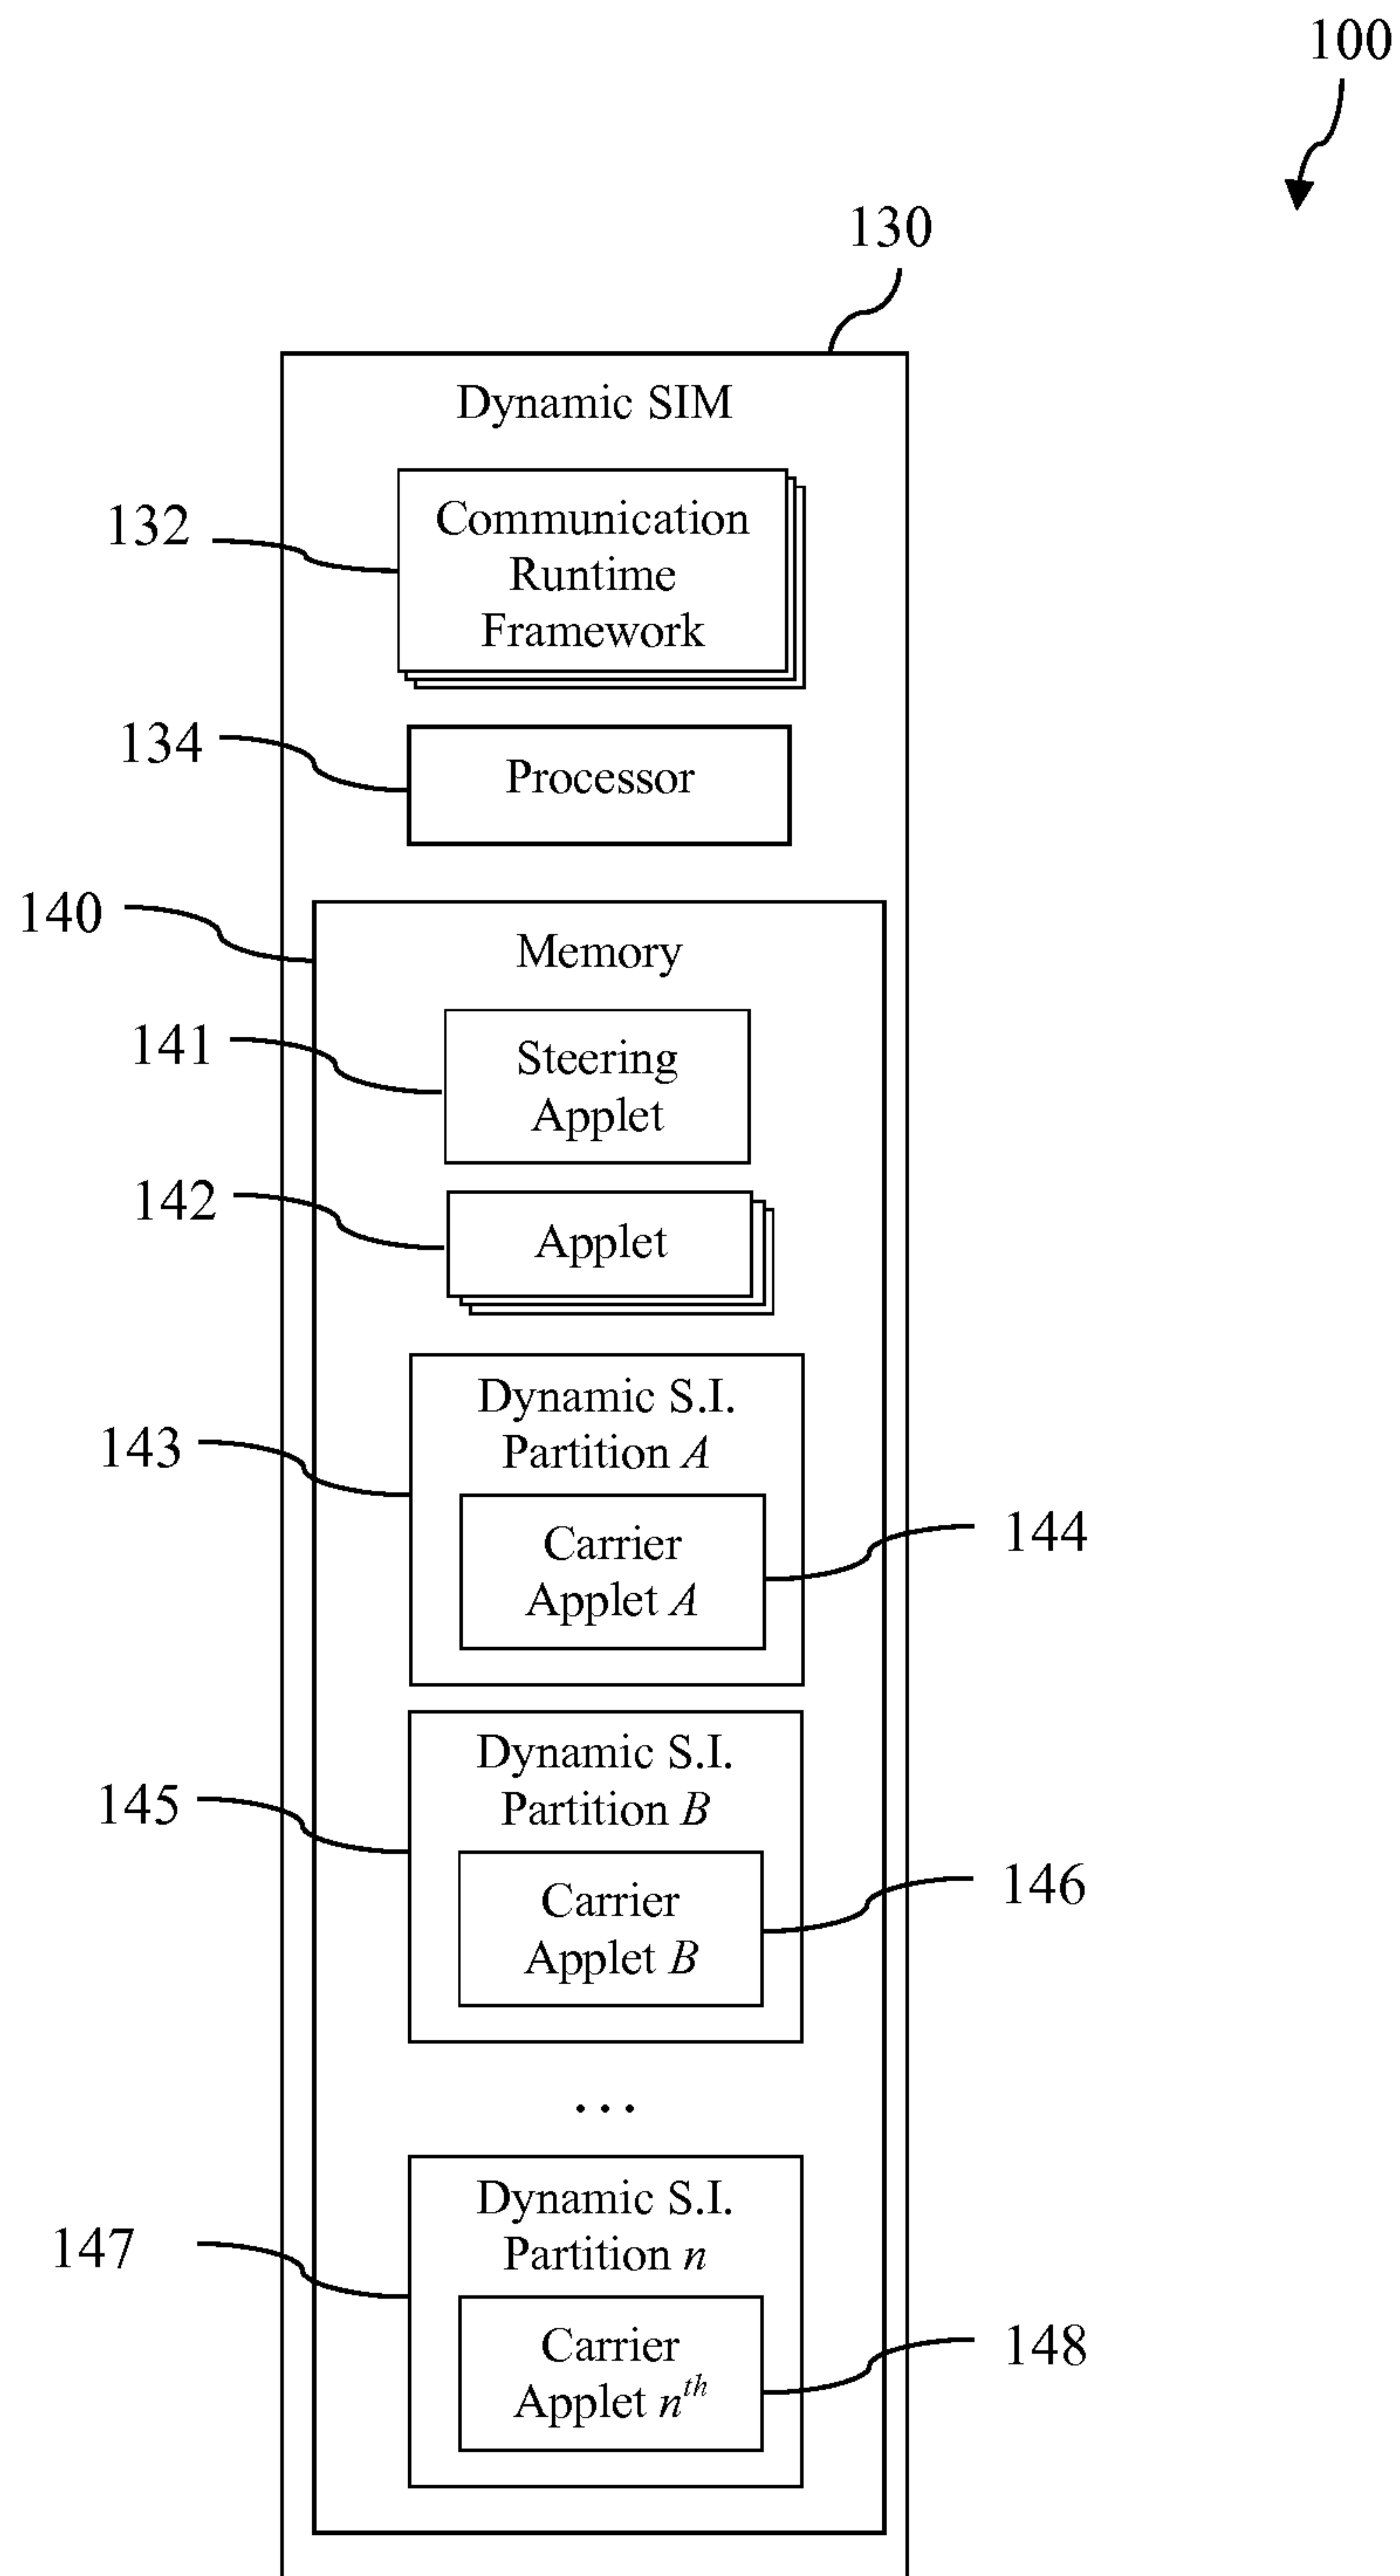 100
130
Dynamic SIM
132
Communication
Runtime
Framework
134
Processor
140
Memory
141
Steering
Applet
142
Applet
143
Dynamic S.I.
Partition A
Carrier
Applet A
144
145
Dynamic S.I.
Partition B
Carrier
Applet B
146
...
147
Dynamic S.I.
Partition n
Carrier
Applet nth
148